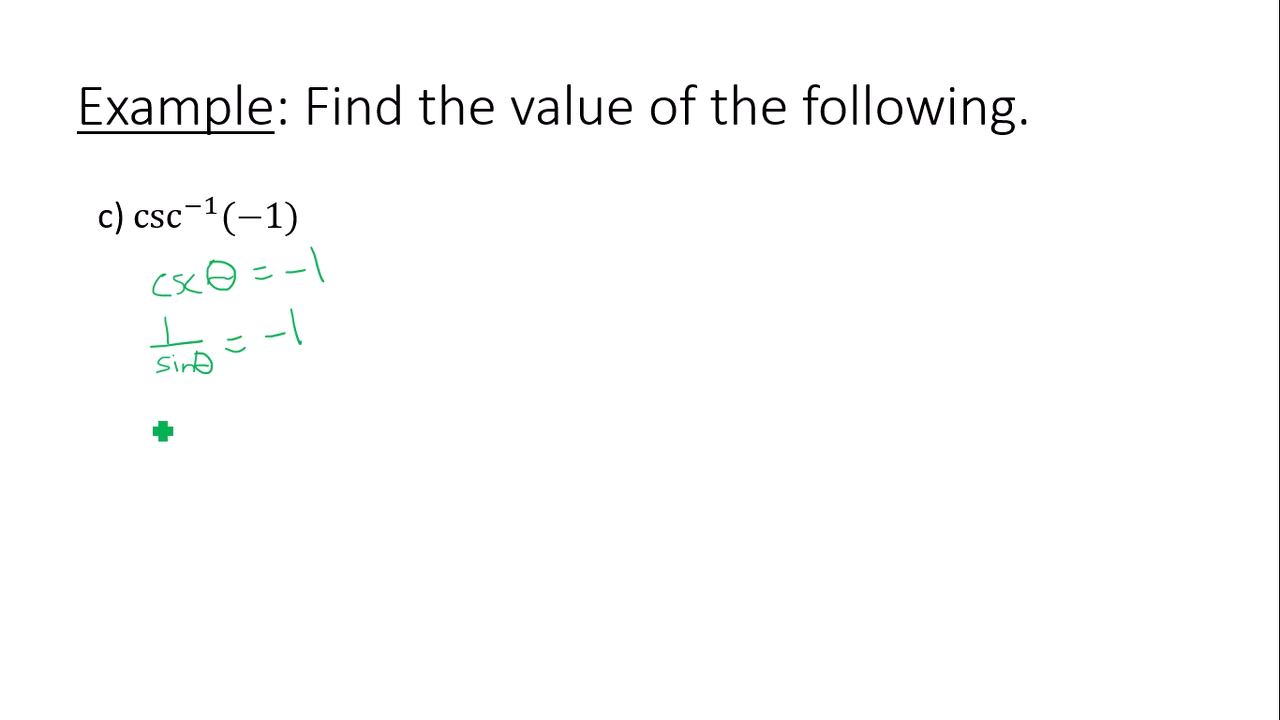 Example: Find the value of the following.
c) csc⁻¹(−1)
cscθ = -1
1/sinθ = -1